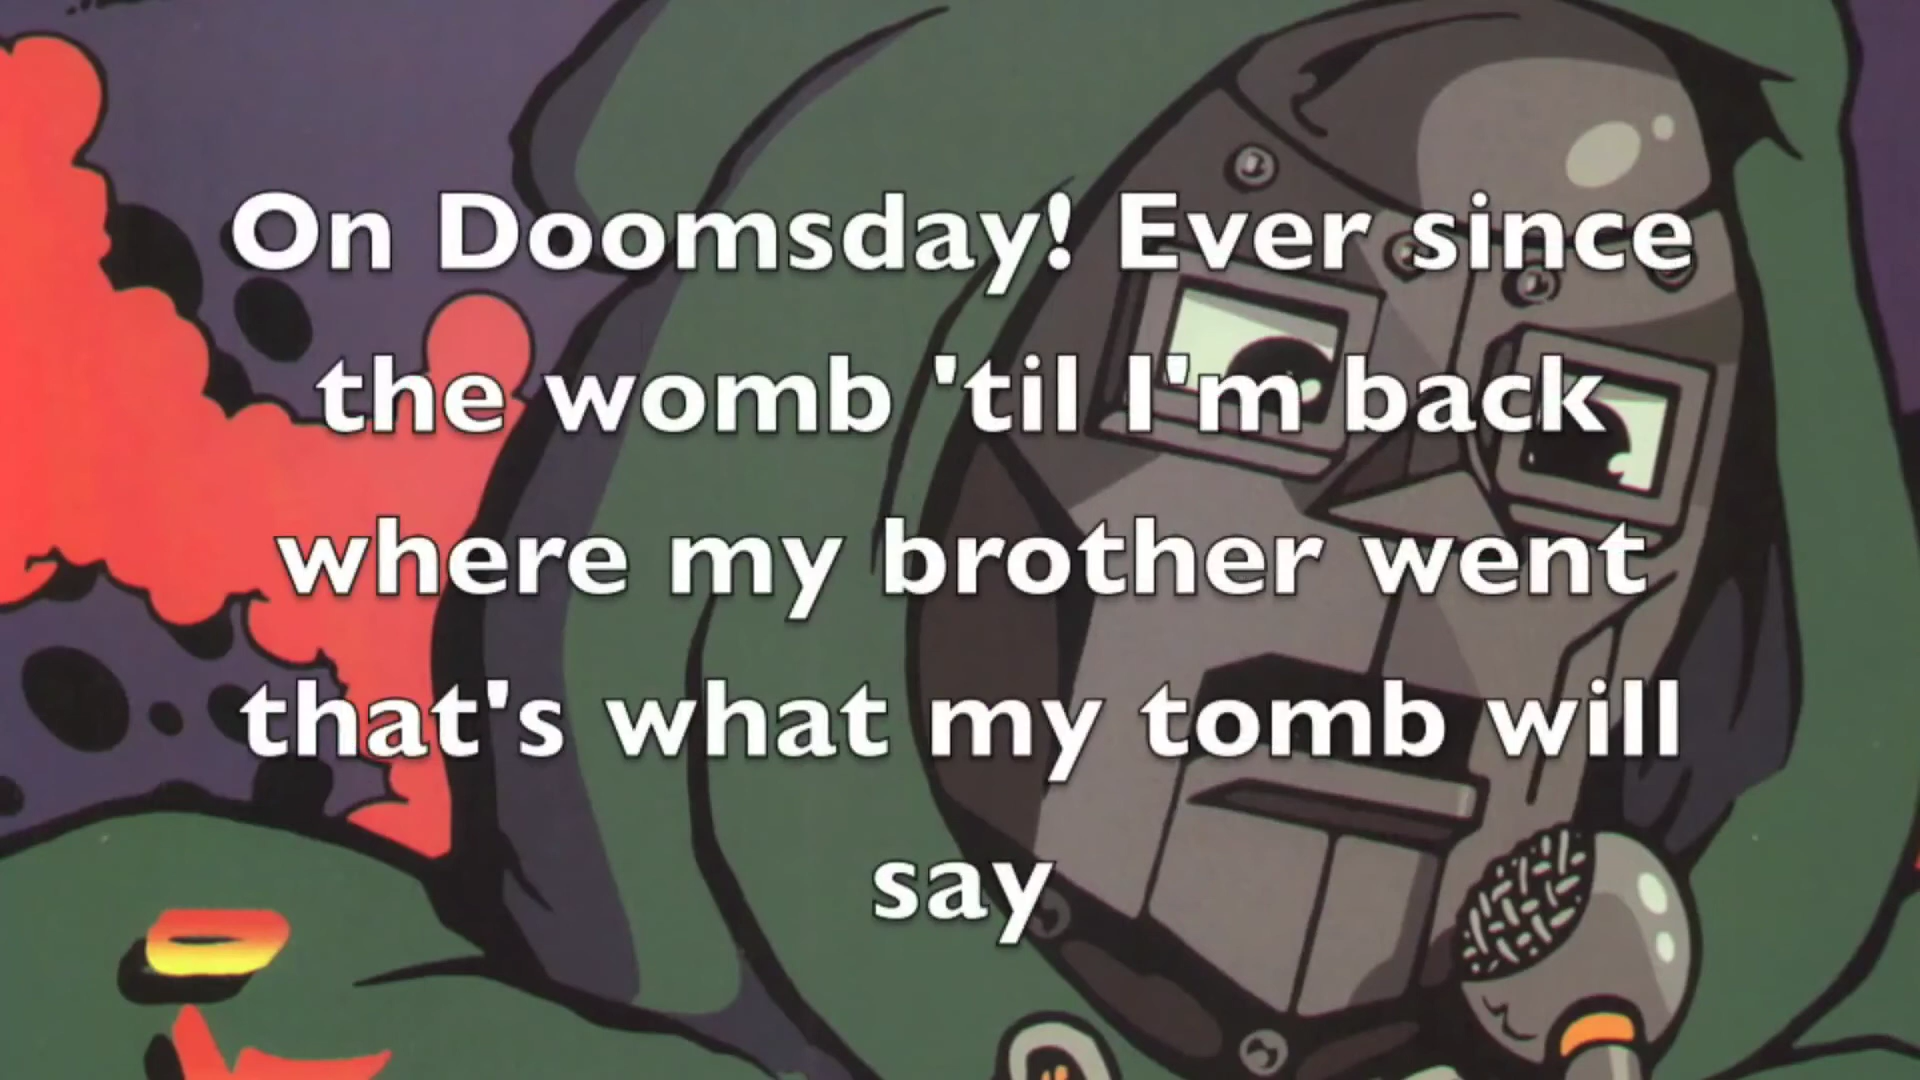 On Doomsday! Ever since
the womb 'til I'm back
where my brother went
that's what my tomb will
say